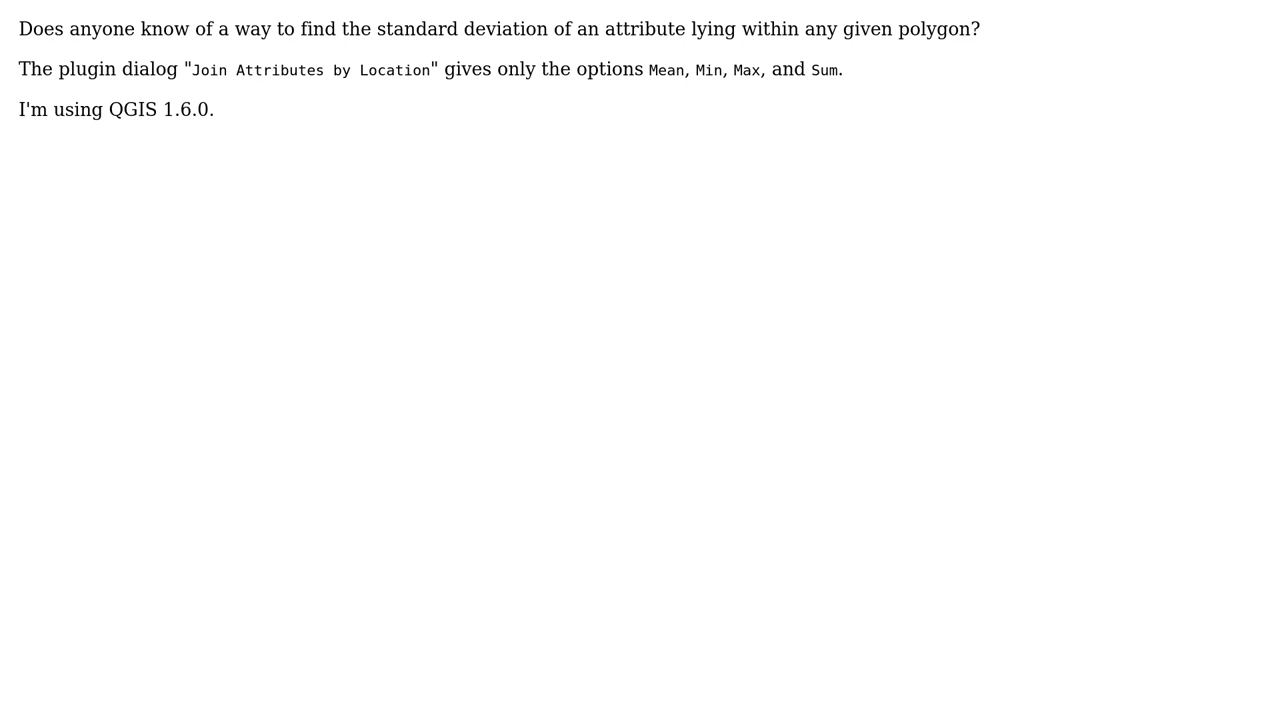 Does anyone know of a way to find the standard deviation of an attribute lying within any given polygon?
The plugin dialog "Join Attributes by Location" gives only the options Mean, Min, Max, and Sum.
I'm using QGIS 1.6.0.